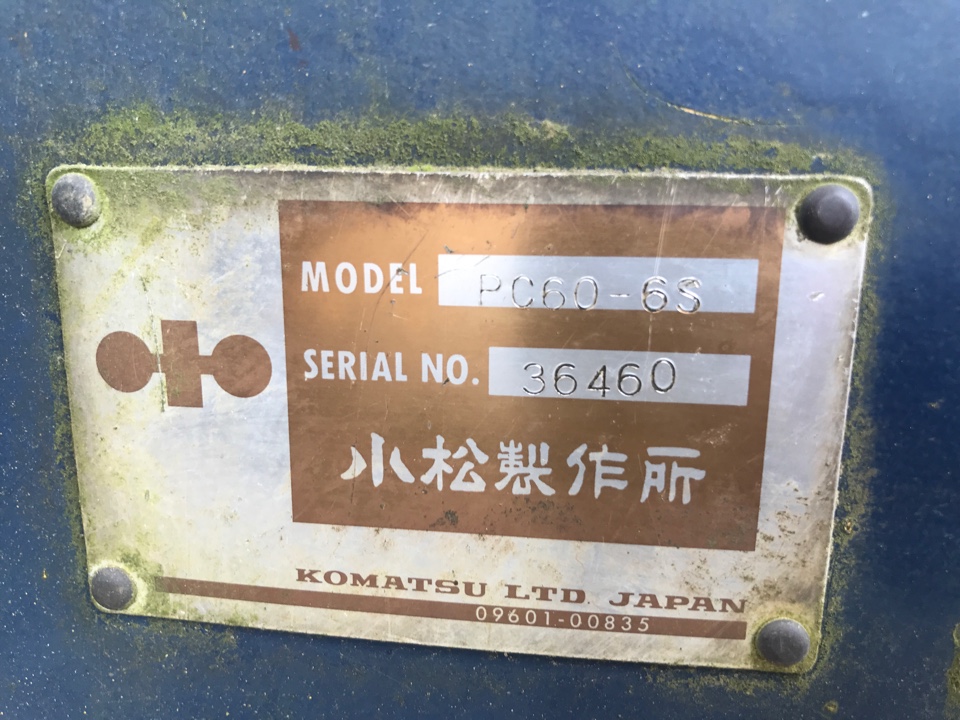 MODEL PC60-6S
SERIAL NO. 36460
小松製作所
KOMATSU LTD. JAPAN
09601-00835